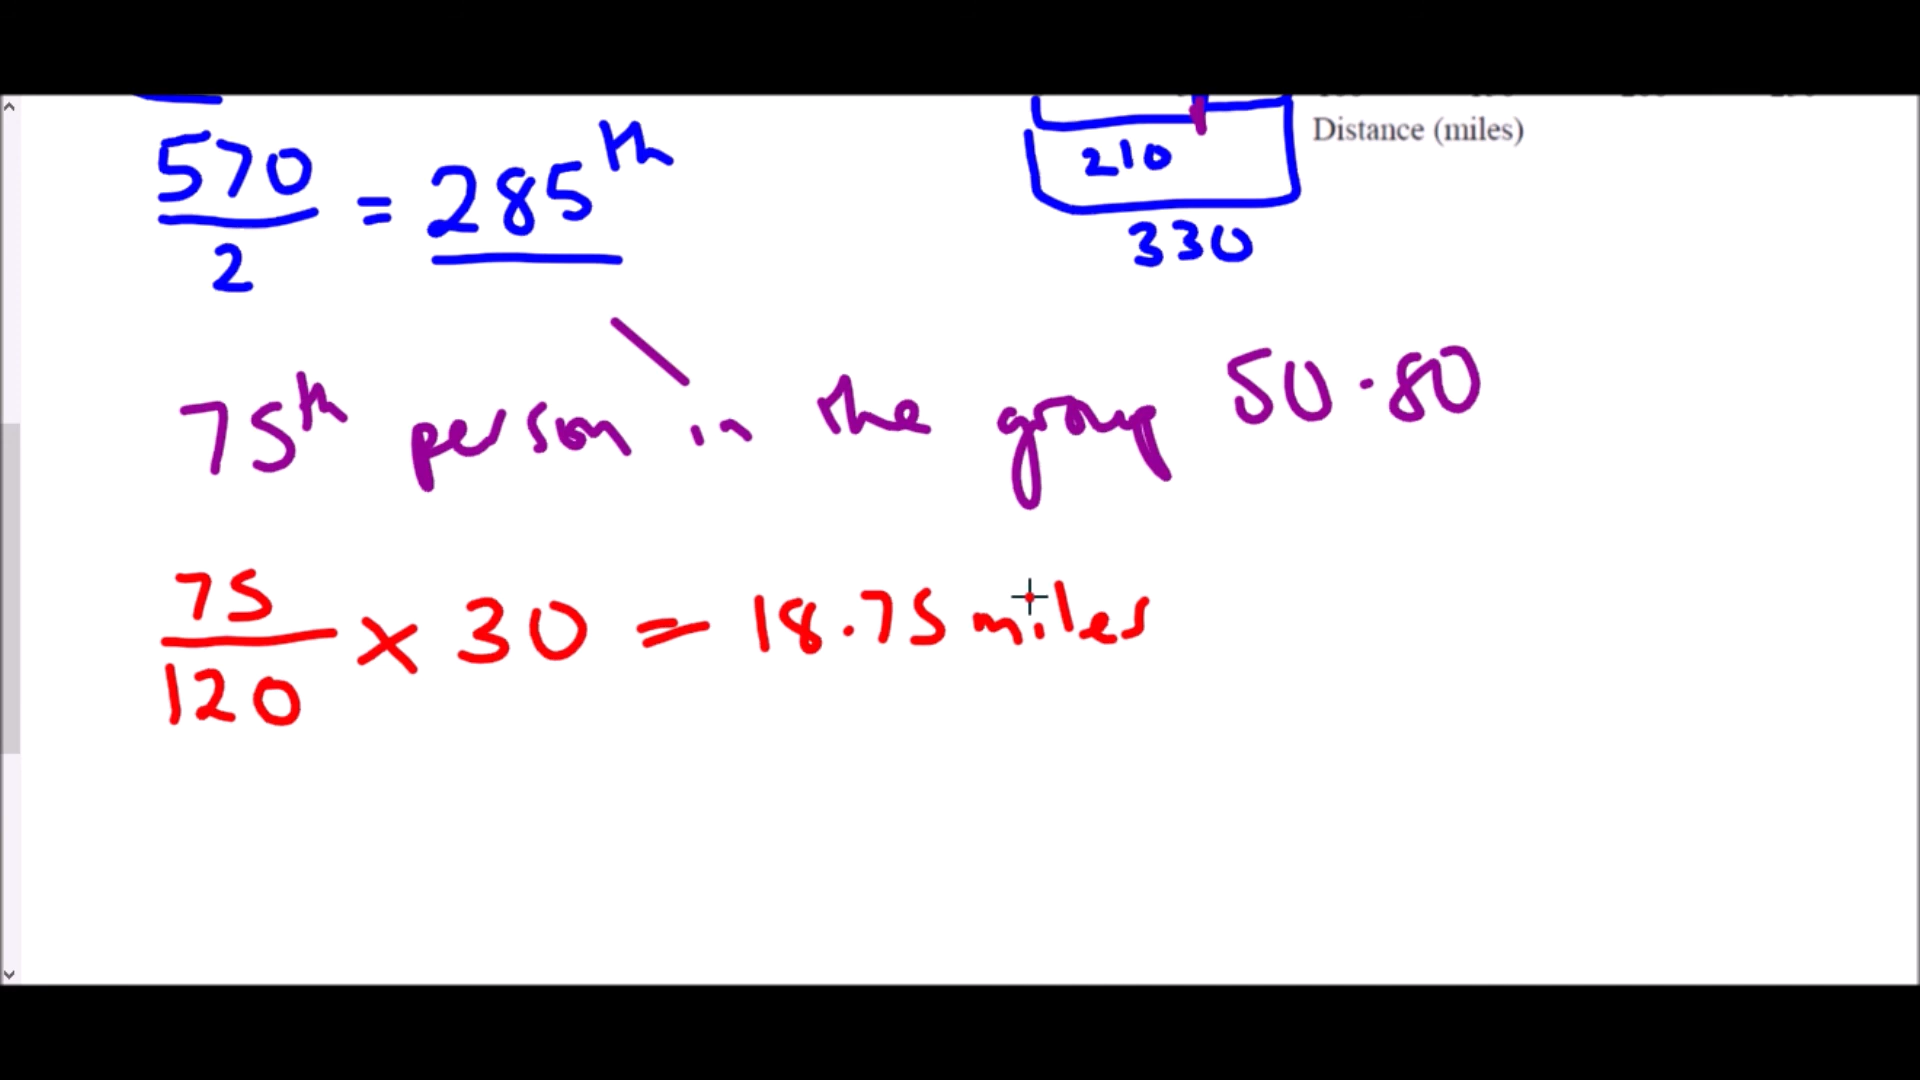 570/2 = 285th
210
330
Distance (miles)
75th person in the group 50-80
75/120 × 30 = 18.75 miles